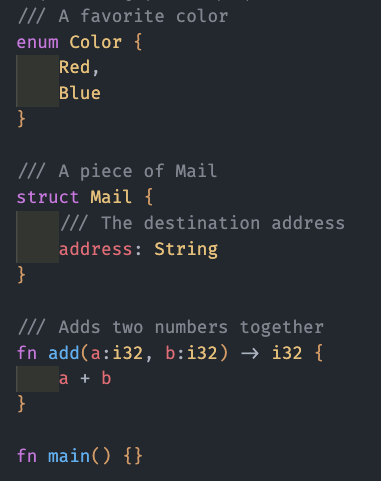 /// A favorite color
enum Color {
    Red,
    Blue
}

/// A piece of Mail
struct Mail {
    /// The destination address
    address: String
}

/// Adds two numbers together
fn add(a:i32, b:i32) -> i32 {
    a + b
}

fn main() {}